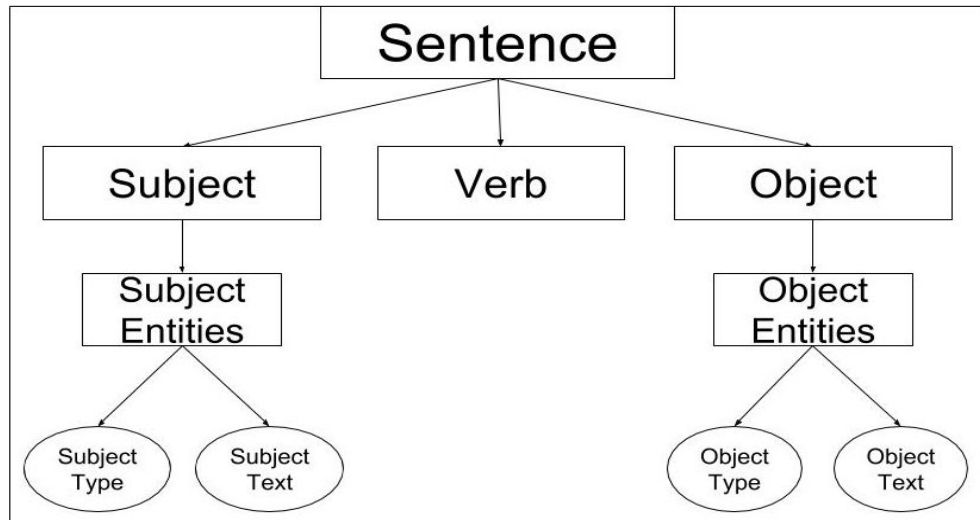 Sentence
Subject
Verb
Object
Subject
Entities
Object
Entities
Subject
Type
Subject
Text
Object
Type
Object
Text